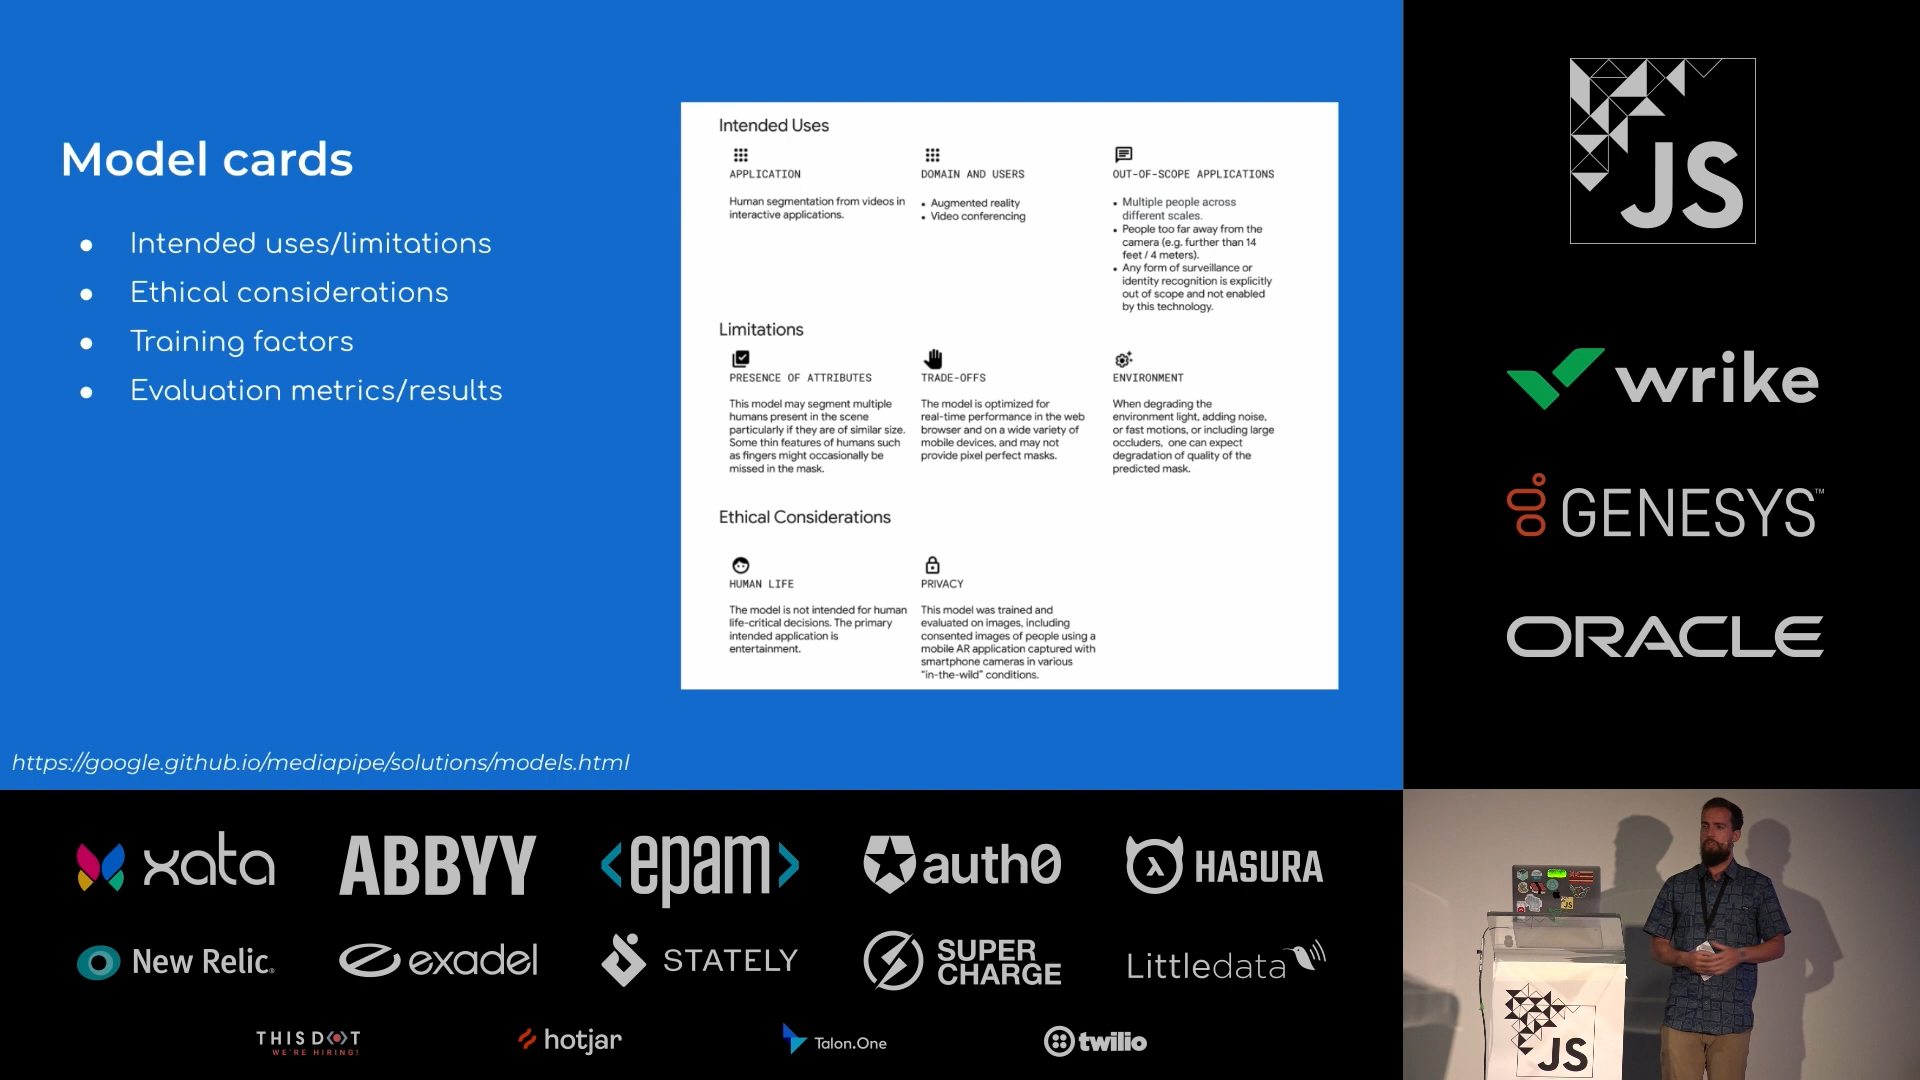 Model cards
● Intended uses/limitations
● Ethical considerations
● Training factors
● Evaluation metrics/results
https://google.github.io/mediapipe/solutions/models.html
Intended Uses
APPLICATION
Human segmentation from videos in
interactive applications.
DOMAIN AND USERS
• Augmented reality
• Video conferencing
OUT-OF-SCOPE APPLICATIONS
• Multiple people across
different scales.
• People too far away from the
camera (e.g. further than 14
feet / 4 meters).
• Any form of surveillance or
identity recognition is explicitly
out of scope and not enabled
by this technology.
Limitations
PRESENCE OF ATTRIBUTES
This model may segment multiple
humans present in the scene
particularly if they are of similar size.
Some thin features of humans such
as fingers might occasionally be
missed in the mask.
TRADE-OFFS
The model is optimized for
real-time performance in the web
browser and on a wide variety of
mobile devices, and may not
provide pixel perfect masks.
ENVIRONMENT
When degrading the
environment light, adding noise,
or fast motions, or including large
occluders, one can expect
degradation of quality of the
predicted mask.
Ethical Considerations
HUMAN LIFE
The model is not intended for human
life-critical decisions. The primary
intended application is
entertainment.
PRIVACY
This model was trained and
evaluated on images, including
consented images of people using a
mobile AR application captured with
smartphone cameras in various
"in-the-wild" conditions.
JS
wrike
GENESYS™
ORACLE
xata
ABBYY
<epam>
auth0
HASURA
New Relic®
exadel
STATELY
SUPER
CHARGE
Littledata
THIS DOT
WE'RE HIRING!
hotjar
Talon.One
twilio
JS
JS